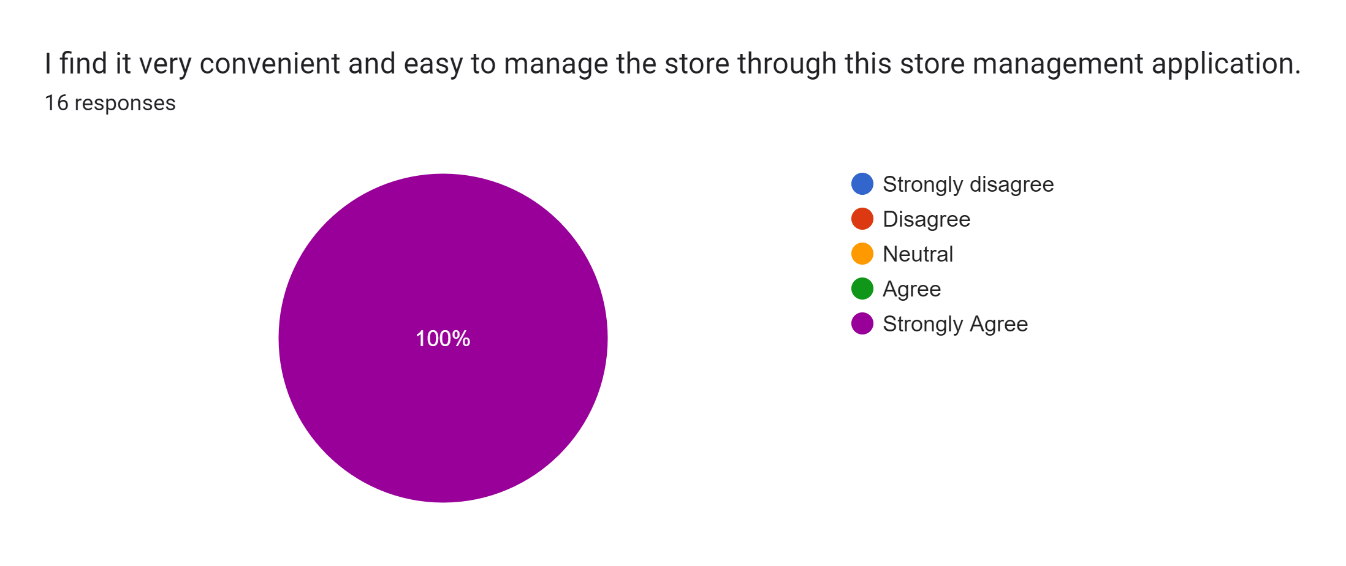 I find it very convenient and easy to manage the store through this store management application.
16 responses
100%
Strongly disagree
Disagree
Neutral
Agree
Strongly Agree